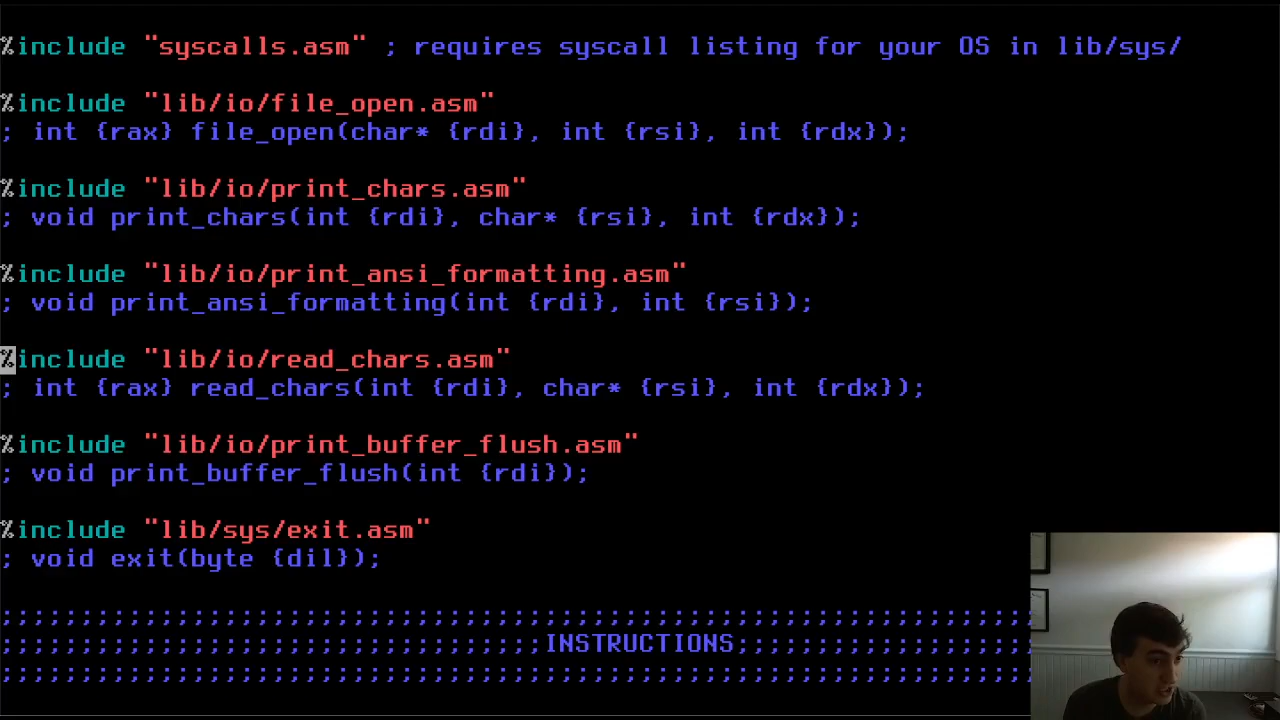 %include "syscalls.asm" ; requires syscall listing for your OS in lib/sys/
%include "lib/io/file_open.asm"
; int {rax} file_open(char* {rdi}, int {rsi}, int {rdx});
%include "lib/io/print_chars.asm"
; void print_chars(int {rdi}, char* {rsi}, int {rdx});
%include "lib/io/print_ansi_formatting.asm"
; void print_ansi_formatting(int {rdi}, int {rsi});
%include "lib/io/read_chars.asm"
; int {rax} read_chars(int {rdi}, char* {rsi}, int {rdx});
%include "lib/io/print_buffer_flush.asm"
; void print_buffer_flush(int {rdi});
%include "lib/sys/exit.asm"
; void exit(byte {dil});
;;;;;;;;;;;;;;;;;;;;;;;;;;;;;;;;;;;;;;;;;;;;;;;;;;;;;;;;;;;;;;;;;
;;;;;;;;;;;;;;;;;;;;;;;;;;;;;;;;;;INSTRUCTIONS;;;;;;;;;;;;;;;;;;;
;;;;;;;;;;;;;;;;;;;;;;;;;;;;;;;;;;;;;;;;;;;;;;;;;;;;;;;;;;;;;;;;;